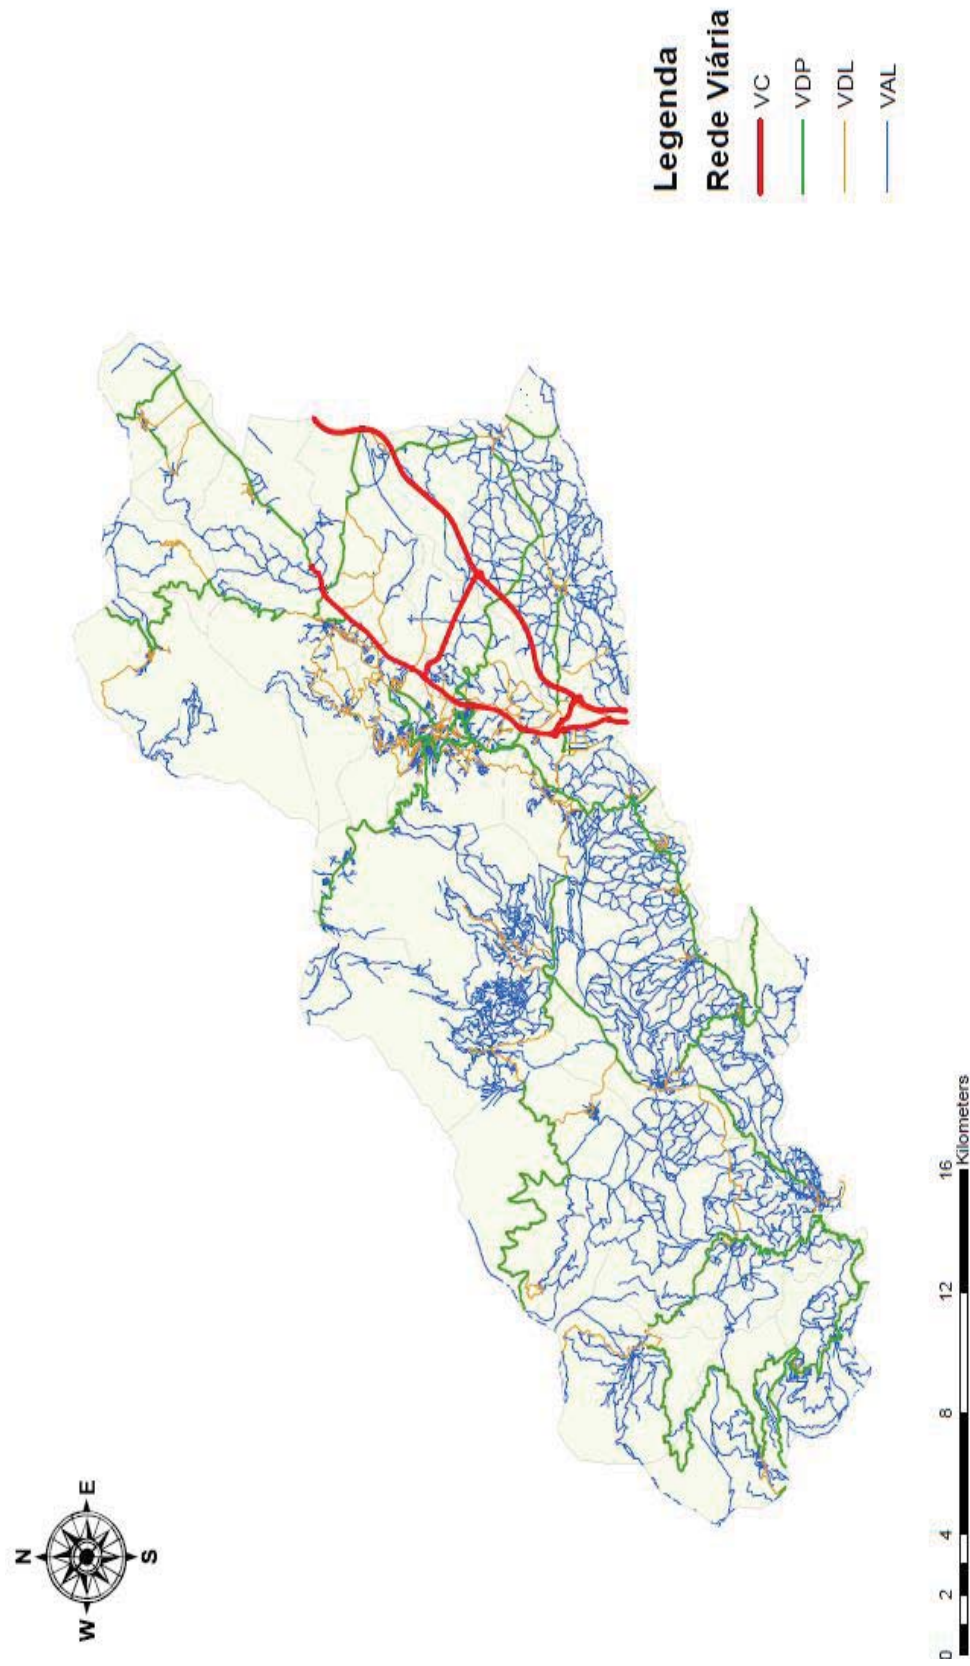 N
W E
S
Legenda
Rede Viária
VC
VDP
VDL
VAL
0 2 4 8 12 16
Kilometers